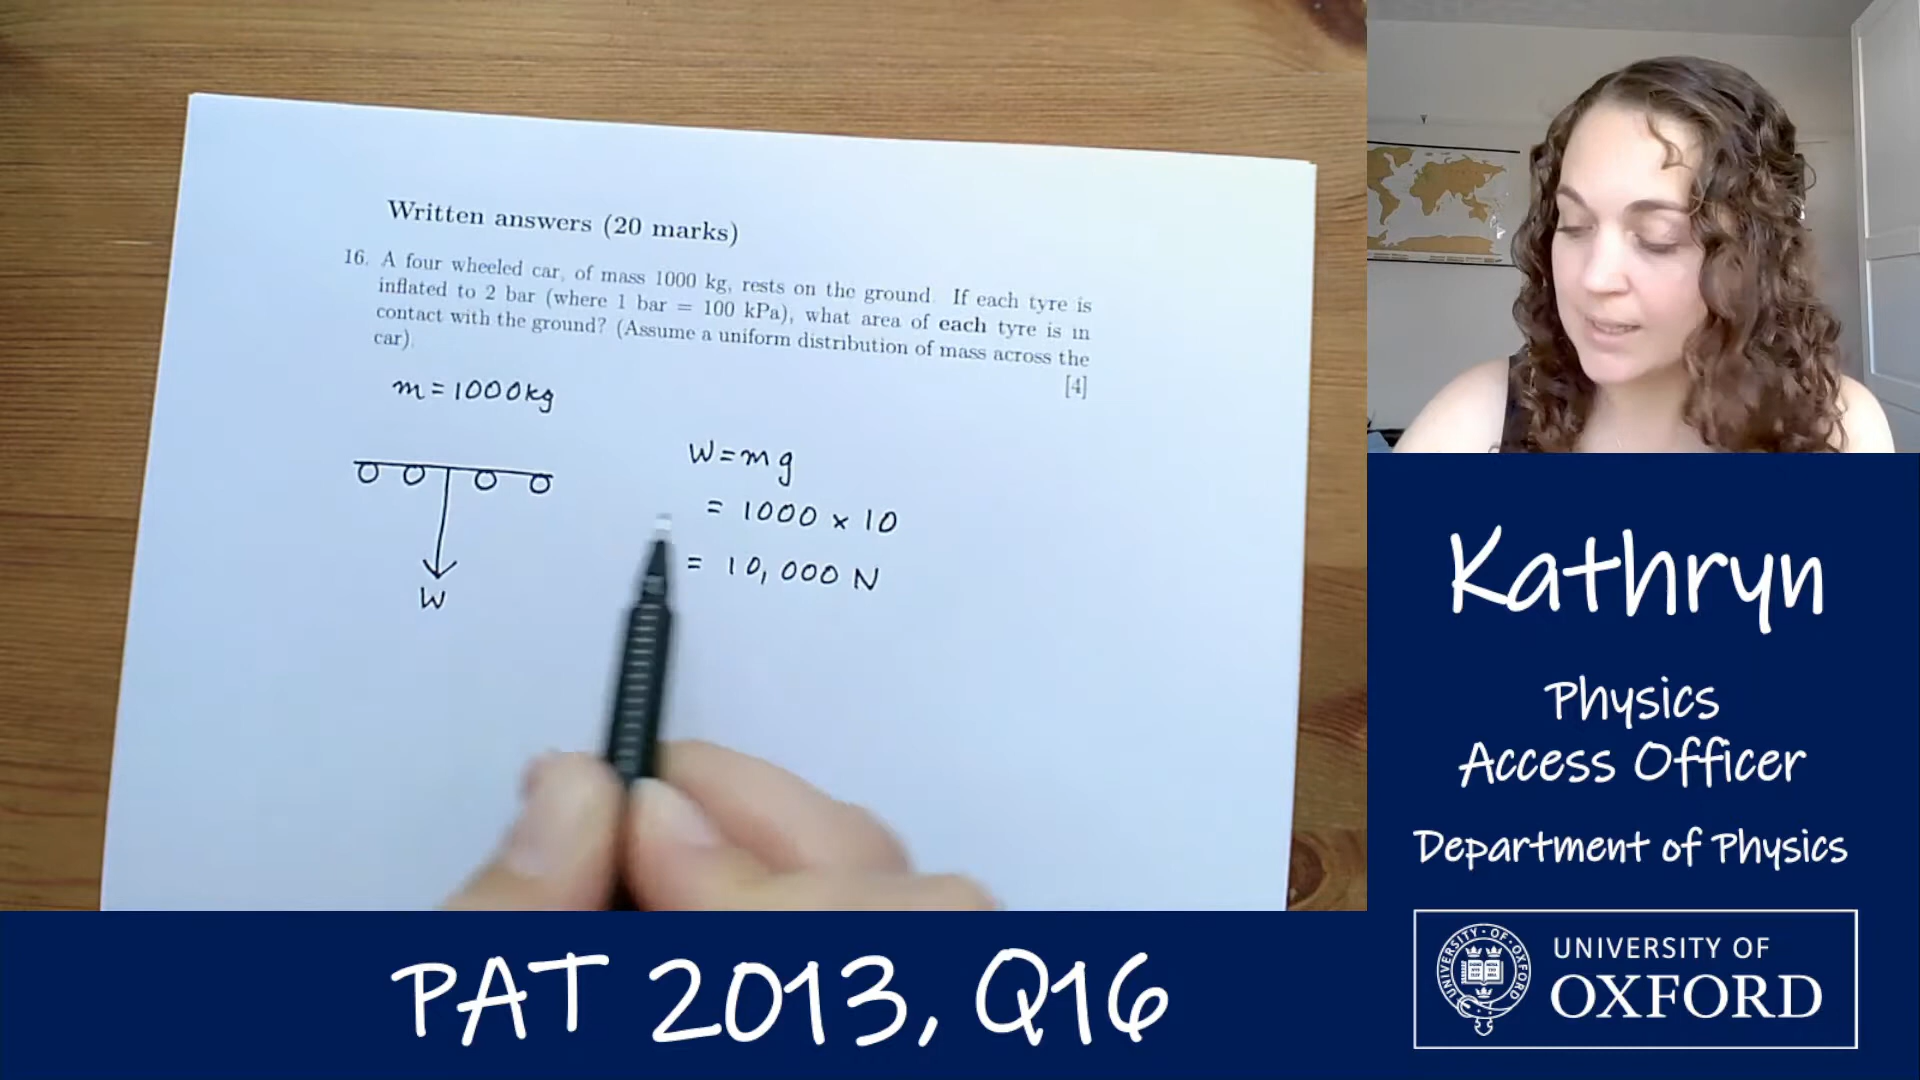 Written answers (20 marks)
16. A four wheeled car, of mass 1000 kg, rests on the ground. If each tyre is
inflated to 2 bar (where 1 bar = 100 kPa), what area of each tyre is in
contact with the ground? (Assume a uniform distribution of mass across the
car).
[4]
m = 1000kg
W = mg
= 1000 × 10
= 10,000 N
W
Kathryn
Physics
Access Officer
Department of Physics
UNIVERSITY OF
OXFORD
PAT 2013, Q16